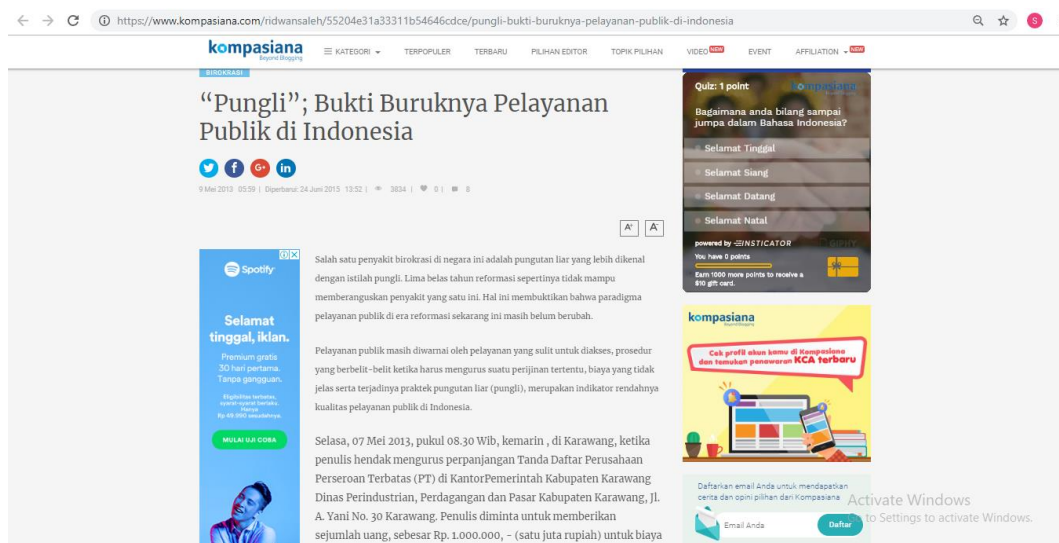 https://www.kompasiana.com/ridwansaleh/55204e31a33311b54646cdce/pungli-bukti-buruknya-pelayanan-publik-di-indonesia
S
kompasiana
Beyond Blogging
KATEGORI
TERPOPULER
TERBARU
PILIHAN EDITOR
TOPIK PILIHAN
VIDEO NEW
EVENT
AFFILIATION NEW
BIROKRASI
“Pungli”; Bukti Buruknya Pelayanan
Publik di Indonesia
9 Mei 2013 05:59 | Diperbarui: 24 Juni 2015 13:52 | 3834 | 0 | 0
A+ A-
Spotify
Selamat
tinggal, iklan.
Premium gratis
30 hari pertama.
Tanpa gangguan.
Eligibilitas terbatas,
syarat-syarat berlaku.
Hanya
Rp 49.990 sesudahnya.
MULAI UJI COBA
Salah satu penyakit birokrasi di negara ini adalah pungutan liar yang lebih dikenal
dengan istilah pungli. Lima belas tahun reformasi sepertinya tidak mampu
memberanguskan penyakit yang satu ini. Hal ini membuktikan bahwa paradigma
pelayanan publik di era reformasi sekarang ini masih belum berubah.
Pelayanan publik masih diwarnai oleh pelayanan yang sulit untuk diakses, prosedur
yang berbelit-belit ketika harus mengurus suatu perijinan tertentu, biaya yang tidak
jelas serta terjadinya praktek pungutan liar (pungli), merupakan indikator rendahnya
kualitas pelayanan publik di Indonesia.
Selasa, 07 Mei 2013, pukul 08.30 Wib, kemarin , di Karawang, ketika
penulis hendak mengurus perpanjangan Tanda Daftar Perusahaan
Perseroan Terbatas (PT) di KantorPemerintah Kabupaten Karawang
Dinas Perindustrian, Perdagangan dan Pasar Kabupaten Karawang, Jl.
A. Yani No. 30 Karawang. Penulis diminta untuk memberikan
sejumlah uang, sebesar Rp. 1.000.000, - (satu juta rupiah) untuk biaya
Quiz: 1 point
kompasiana
Bagaimana anda bilang sampai
jumpa dalam Bahasa Indonesia?
Selamat Tinggal
Selamat Siang
Selamat Datang
Selamat Natal
powered by INSTICATOR
You have 0 points
Earn 1000 more points to receive a
$10 gift card.
kompasiana
Cek profil akun kamu di Kompasiana
dan temukan penawaran KCA terbaru
Daftarkan email Anda untuk mendapatkan
cerita dan opini pilihan dari Kompasiana
Email Anda
Daftar
Activate Windows
Go to Settings to activate Windows.